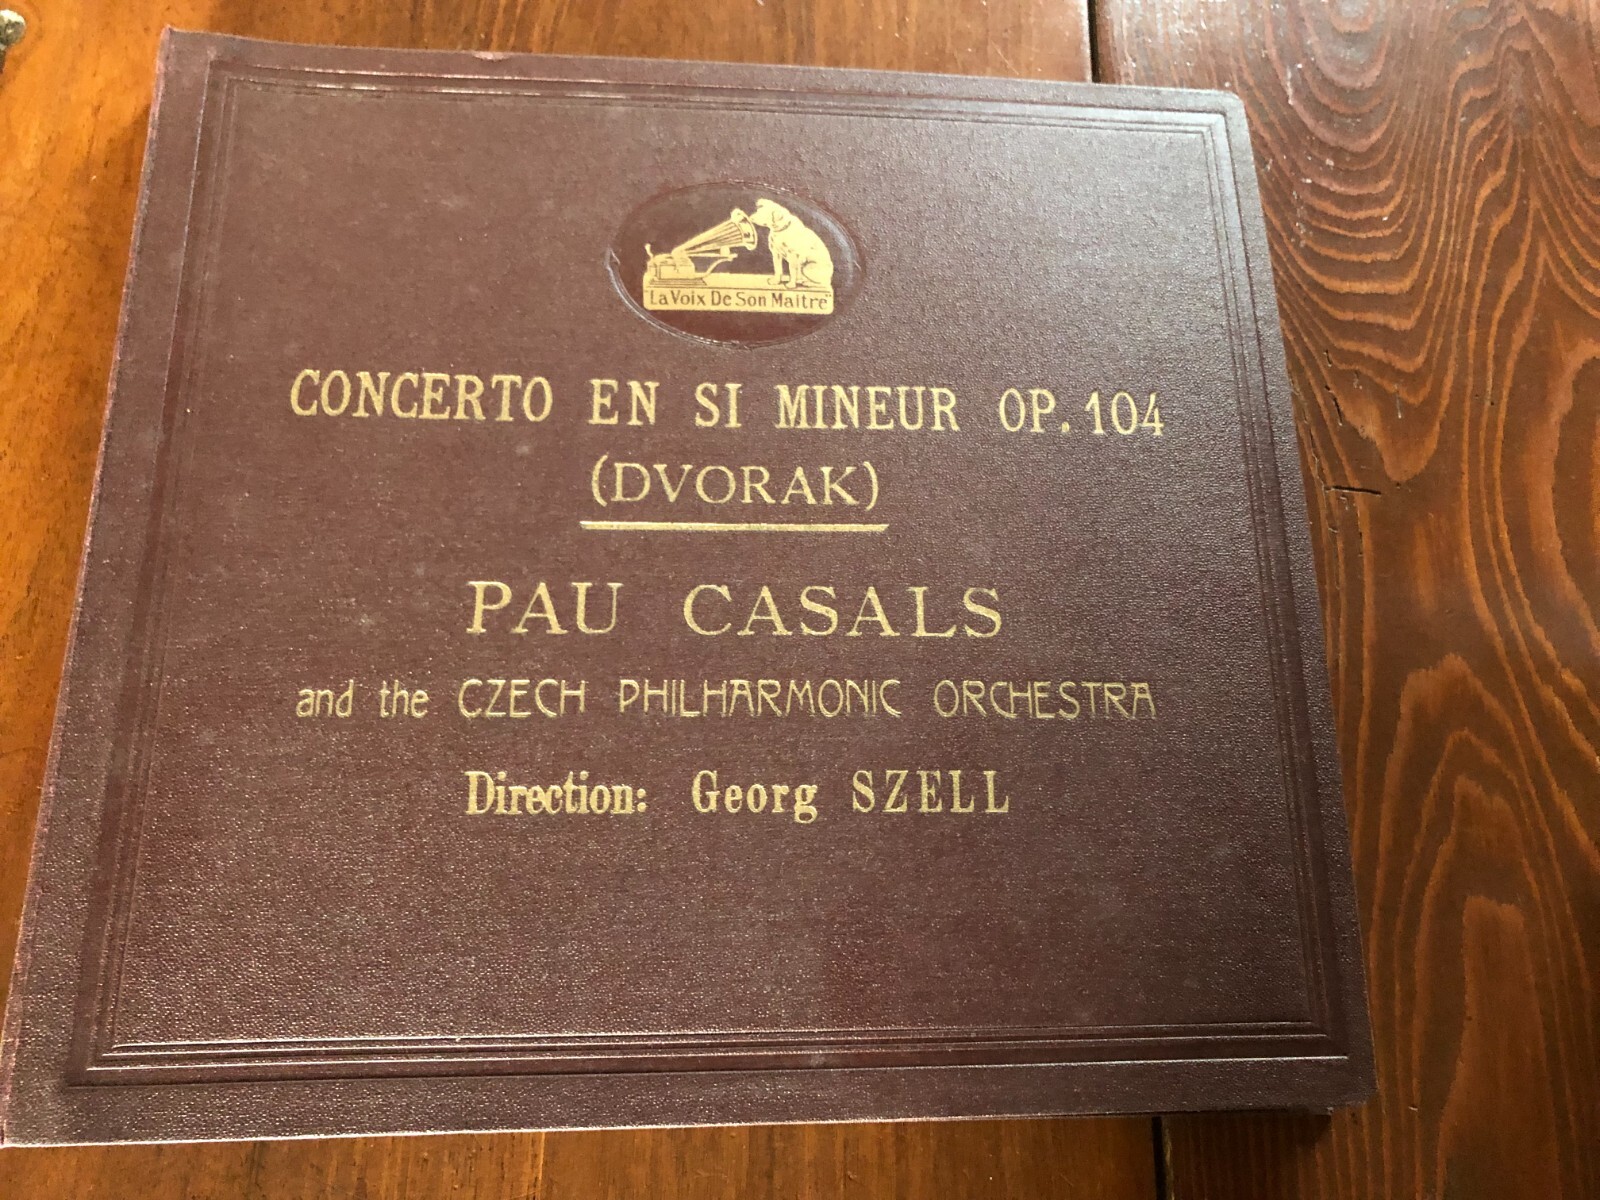 "La Voix De Son Maitre"
CONCERTO EN SI MINEUR OP. 104
(DVORAK)
PAU CASALS
and the CZECH PHILHARMONIC ORCHESTRA
Direction: Georg SZELL